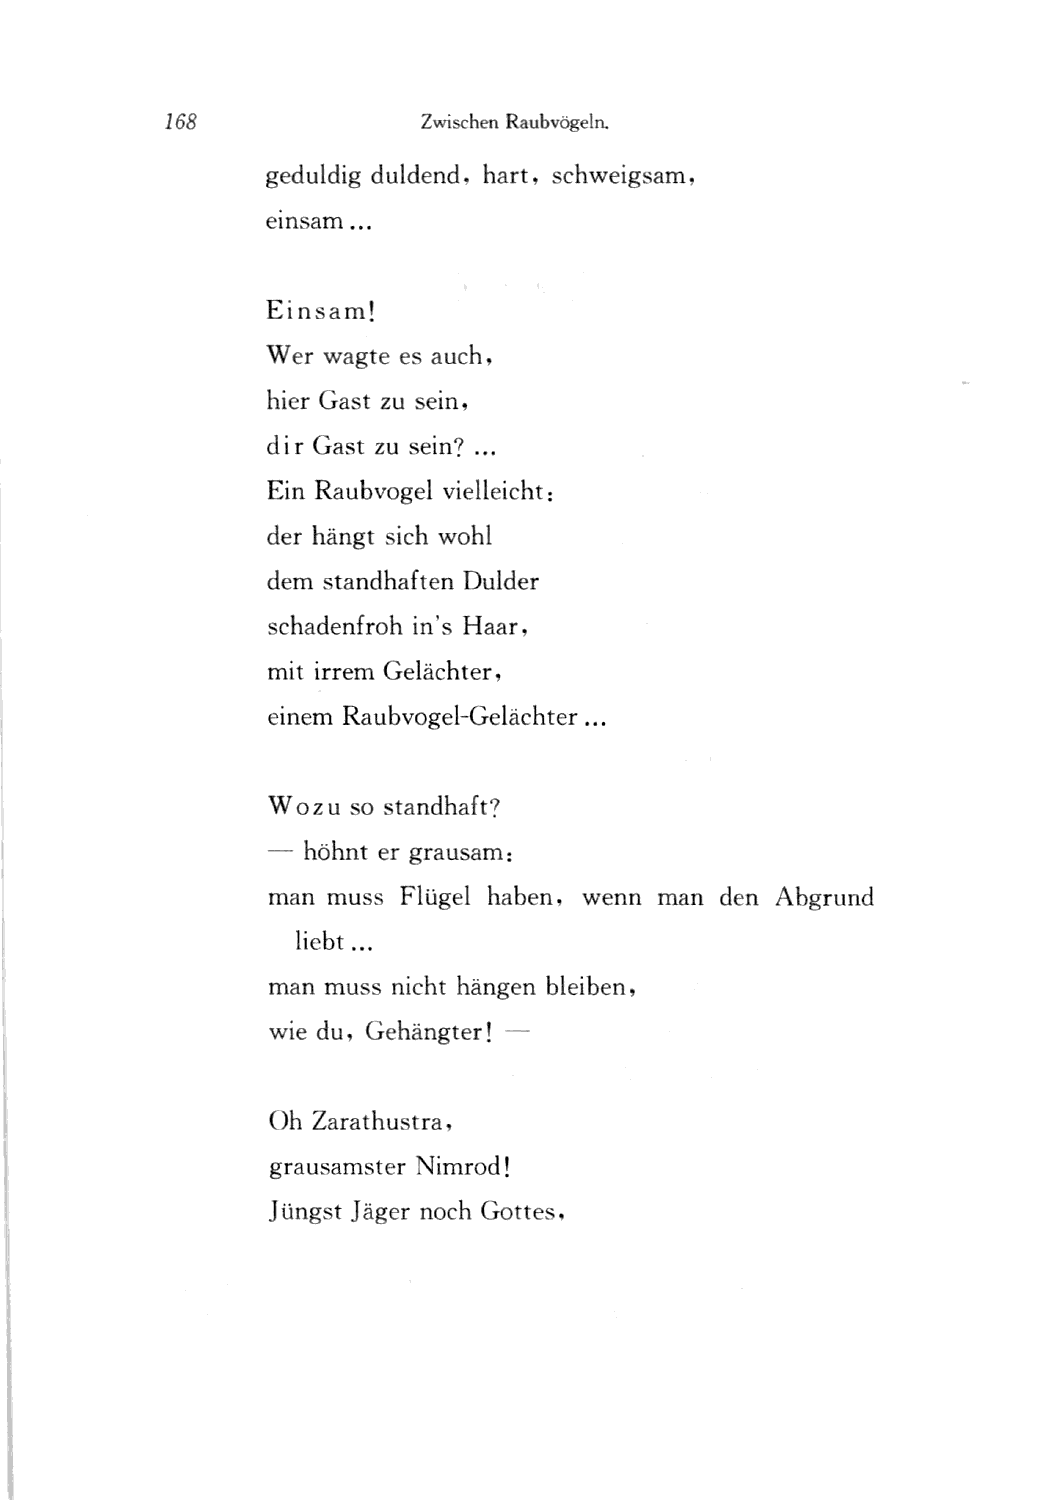 168 Zwischen Raubvögeln.
geduldig duldend, hart, schweigsam,
einsam ...
Einsam!
Wer wagte es auch,
hier Gast zu sein,
dir Gast zu sein? ...
Ein Raubvogel vielleicht:
der hängt sich wohl
dem standhaften Dulder
schadenfroh in's Haar,
mit irrem Gelächter,
einem Raubvogel-Gelächter ...
Wozu so standhaft?
— höhnt er grausam:
man muss Flügel haben, wenn man den Abgrund
liebt ...
man muss nicht hängen bleiben,
wie du, Gehängter! —
Oh Zarathustra,
grausamster Nimrod!
Jüngst Jäger noch Gottes,